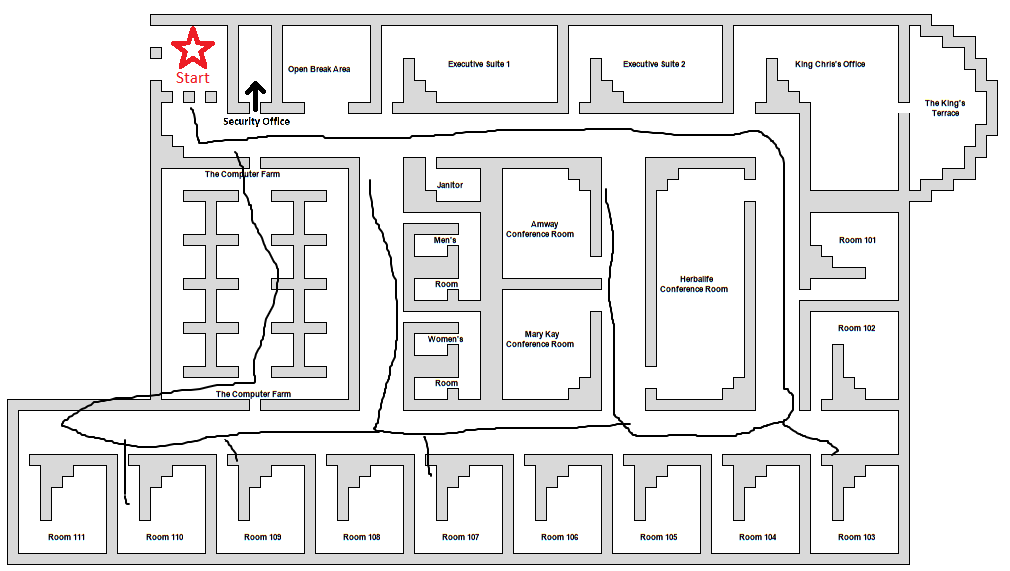 Start
Security Office
Open Break Area
Executive Suite 1
Executive Suite 2
King Chris's Office
The King's
Terrace
The Computer Farm
Janitor
Men's
Room
Women's
Room
Amway
Conference Room
Mary Kay
Conference Room
Herbalife
Conference Room
Room 101
Room 102
The Computer Farm
Room 111
Room 110
Room 109
Room 108
Room 107
Room 106
Room 105
Room 104
Room 103